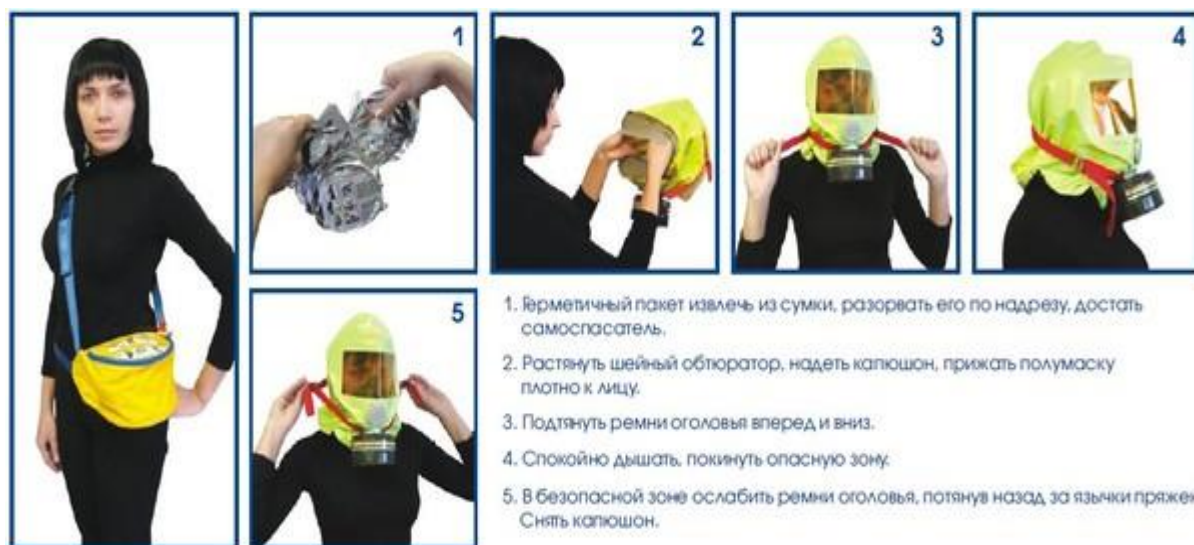 1
2
3
4
5
1. Герметичный пакет извлечь из сумки, разорвать его по надрезу, достать
самоспасатель.
2. Растянуть шейный обтюратор, надеть капюшон, прижать полумаску
плотно к лицу.
3. Подтянуть ремни оголовья вперед и вниз.
4. Спокойно дышать, покинуть опасную зону.
5. В безопасной зоне ослабить ремни оголовья, потянув назад за язычки пряжек
Снять капюшон.